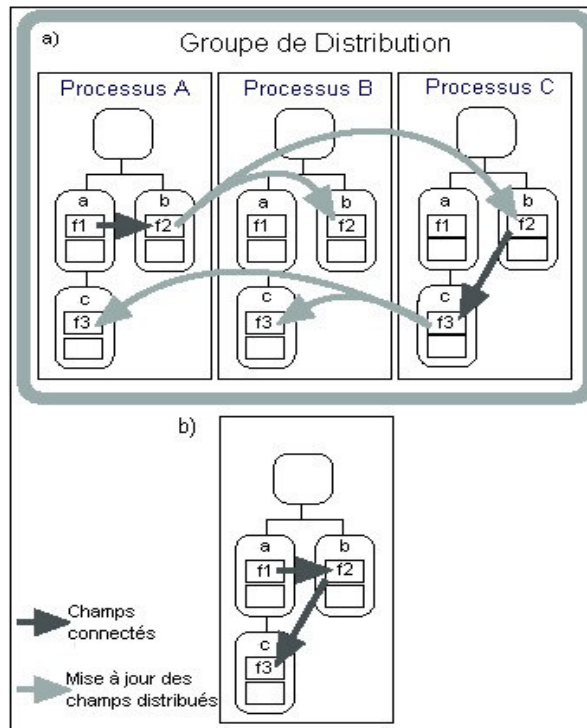 a)
Groupe de Distribution
Processus A
Processus B
Processus C
a
b
a
b
a
b
f1
f2
f1
f2
f1
f2
c
c
c
f3
f3
f3
b)
a
b
f1
f2
c
f3
Champs
connectés
Mise à jour des
champs distribués